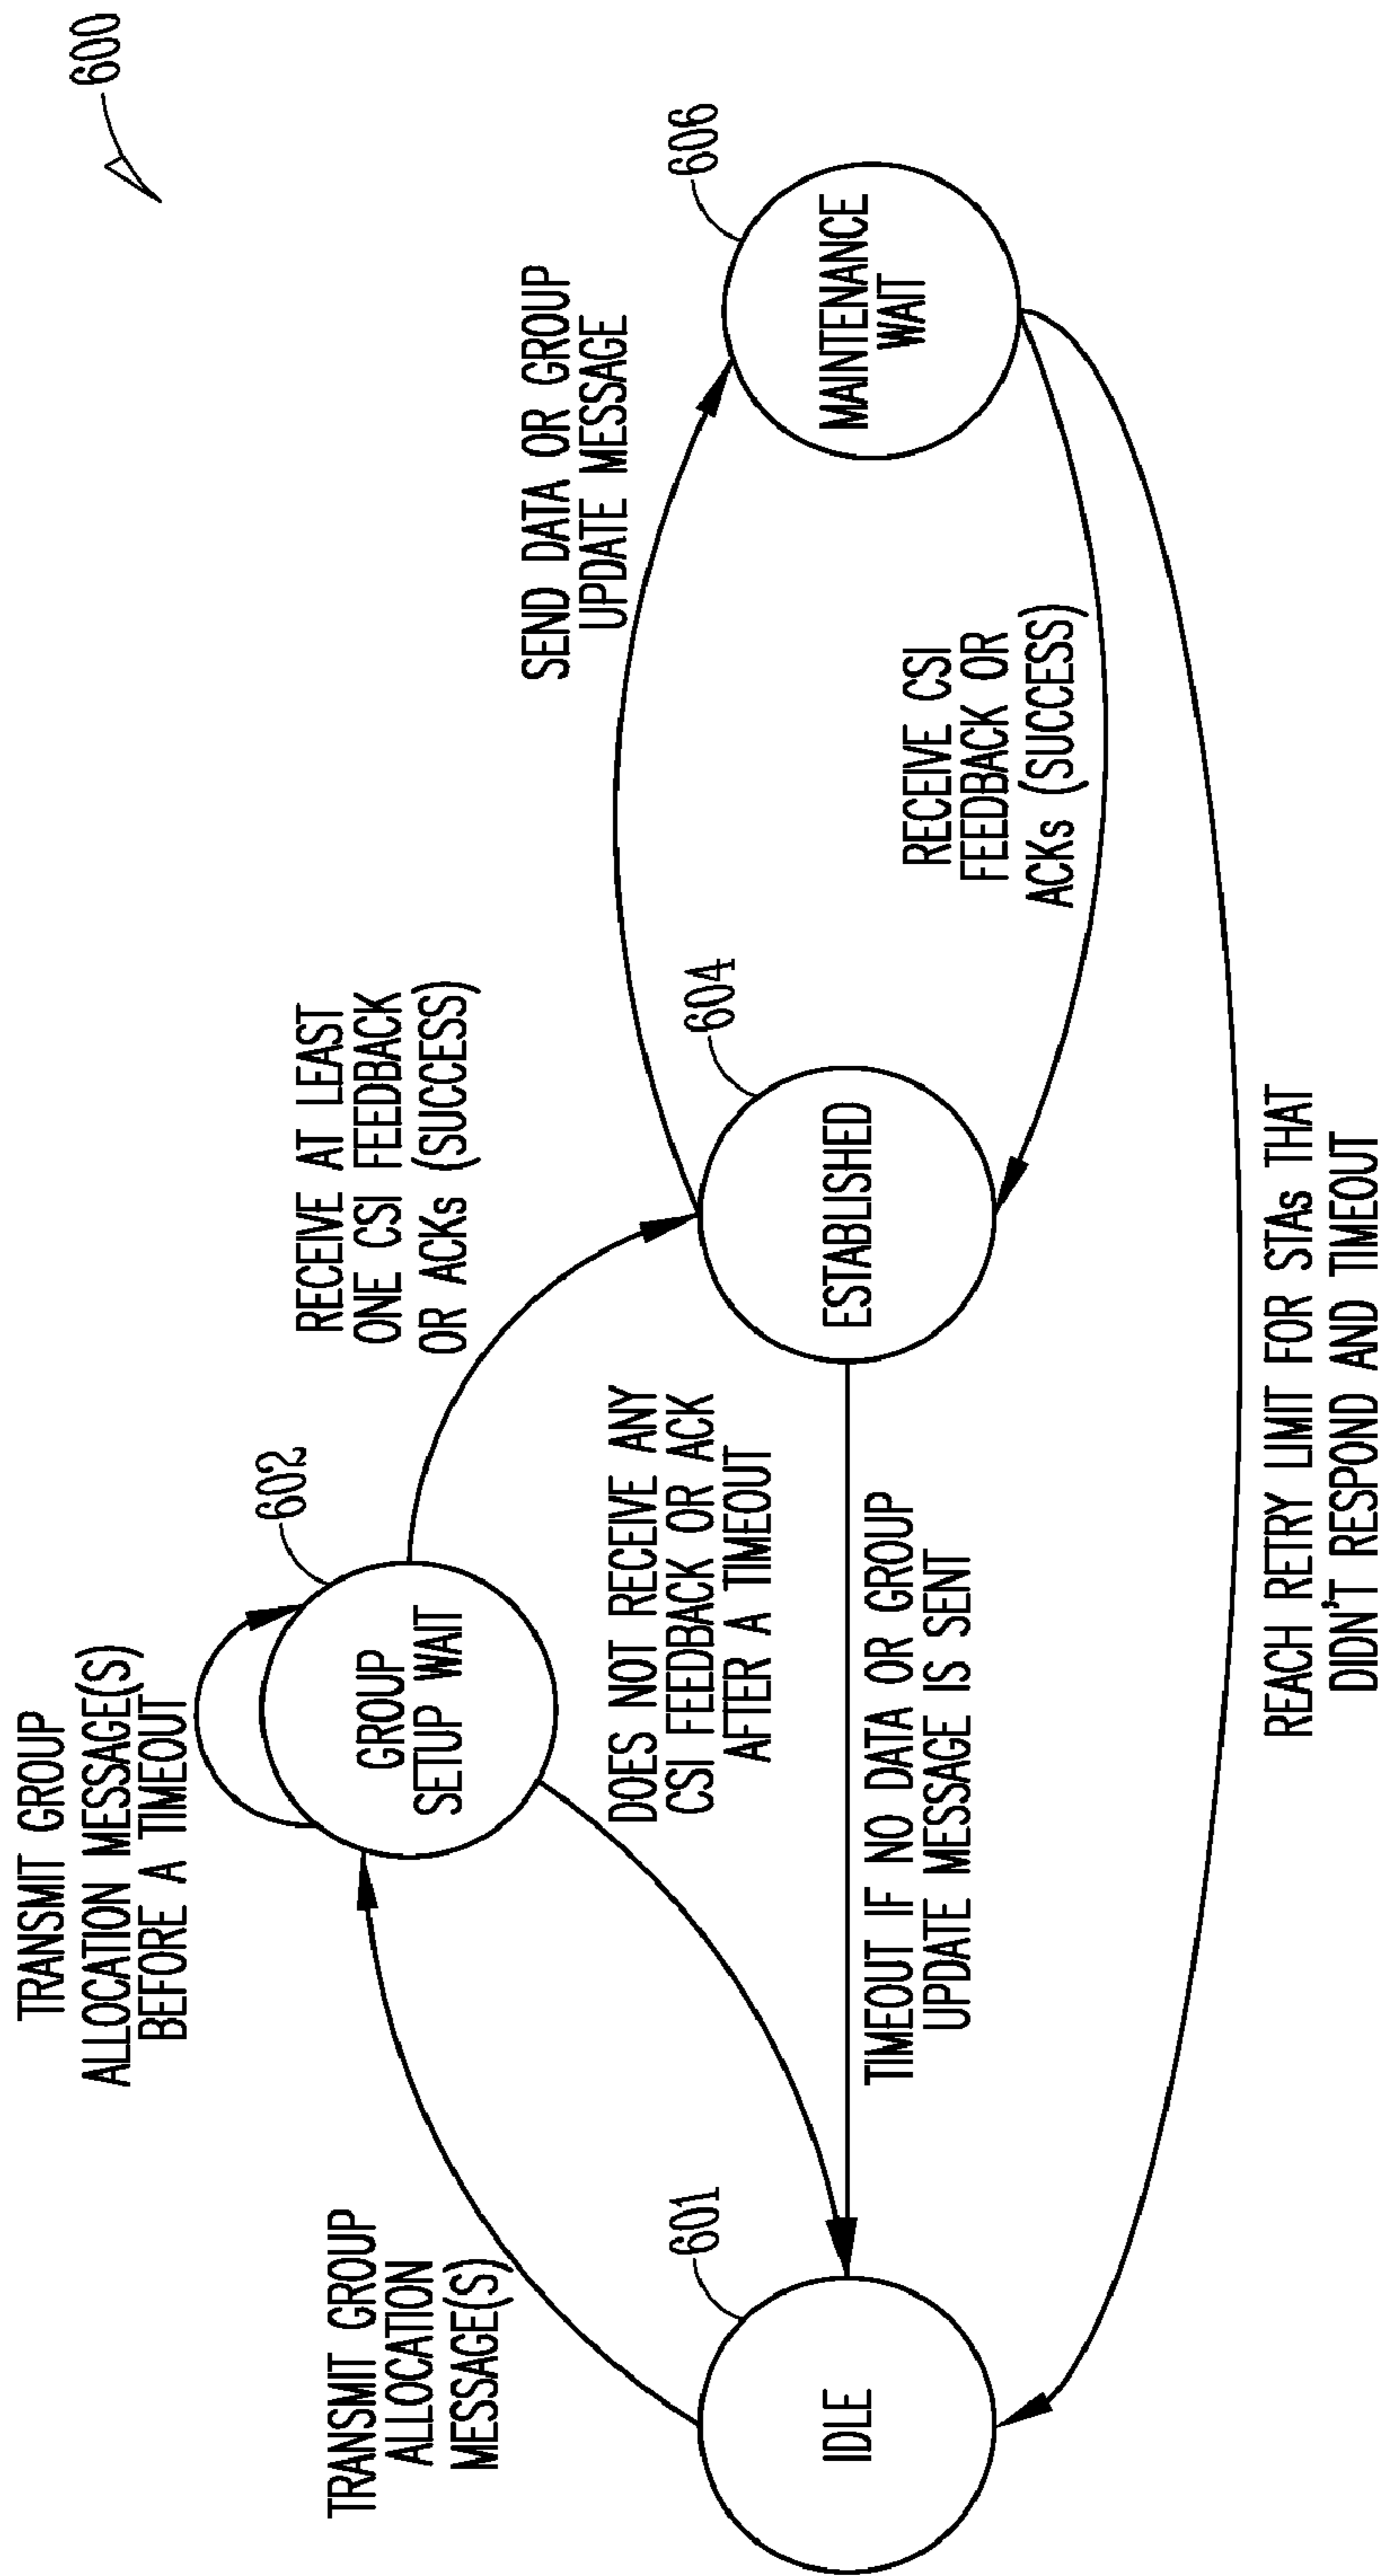 600
TRANSMIT GROUP
ALLOCATION MESSAGE(S)
BEFORE A TIMEOUT
602
GROUP
SETUP WAIT
TRANSMIT GROUP
ALLOCATION
MESSAGE(S)
RECEIVE AT LEAST
ONE CSI FEEDBACK
OR ACKs (SUCCESS)
DOES NOT RECEIVE ANY
CSI FEEDBACK OR ACK
AFTER A TIMEOUT
SEND DATA OR GROUP
UPDATE MESSAGE
601
IDLE
604
ESTABLISHED
606
MAINTENANCE
WAIT
TIMEOUT IF NO DATA OR GROUP
UPDATE MESSAGE IS SENT
RECEIVE CSI
FEEDBACK OR
ACKs (SUCCESS)
REACH RETRY LIMIT FOR STAs THAT
DIDN'T RESPOND AND TIMEOUT